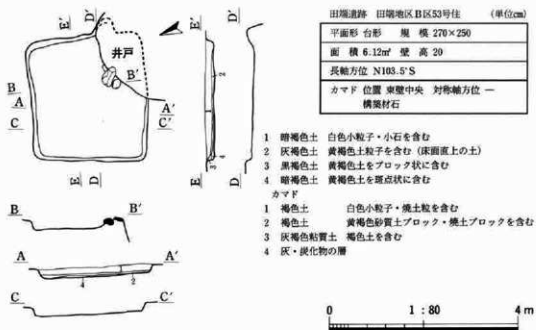 田端遺跡 田端地区B区53号住 (単位cm)
平面形 台形 規模 270×250
面積 6.12㎡ 壁高 20
長軸方位 N103.5°S
カマド 位置 東壁中央 対称軸方位 —
構築材石
1 暗褐色土 白色小粒子・小石を含む
2 灰褐色土 黄褐色土粒子を含む(床面直上の土)
3 黒褐色土 黄褐色土をブロック状に含む
4 暗褐色土 黄褐色土を斑点状に含む
カマド
1 褐色土 白色小粒子・焼土粒を含む
2 褐色土 黄褐色砂質土ブロック・焼土ブロックを含む
3 灰褐色粘質土 褐色土を含む
4 灰・炭化物の層
E′ D′
井戸
B′
B
A
C
A′
C′
E D
E′
2
3 4
E
D′
D
B B′
A A′
4 2
C C′
0 1:80 4m